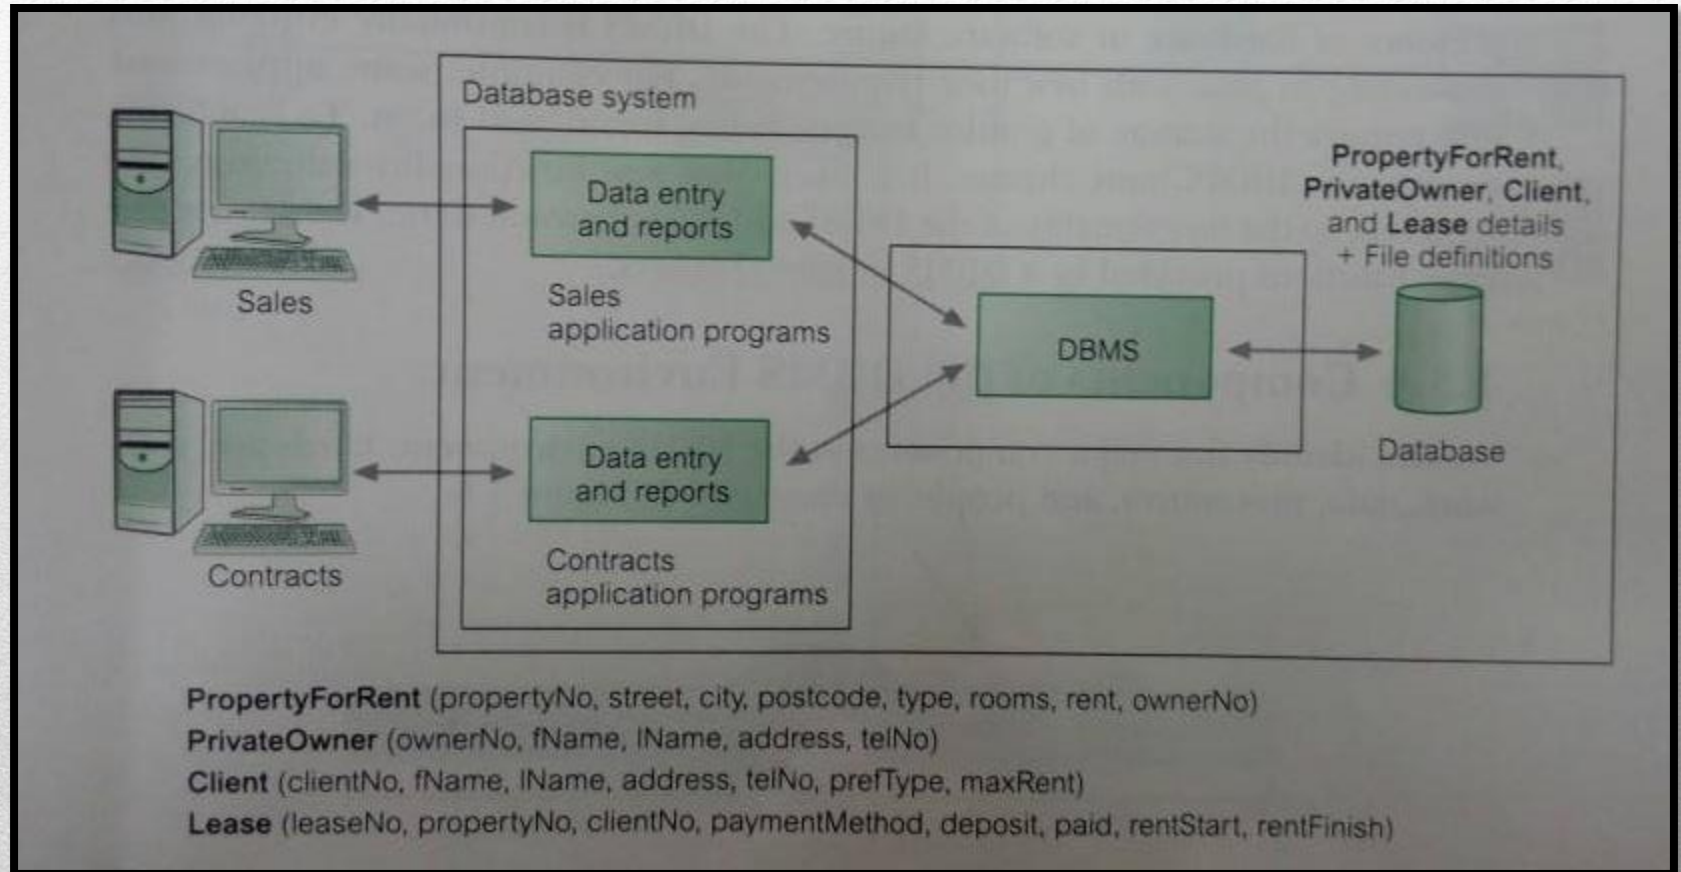 Database system
Data entry
and reports
Sales
Sales
application programs
PropertyForRent,
PrivateOwner, Client,
and Lease details
+ File definitions
DBMS
Database
Data entry
and reports
Contracts
Contracts
application programs
PropertyForRent (propertyNo, street, city, postcode, type, rooms, rent, ownerNo)
PrivateOwner (ownerNo, fName, lName, address, telNo)
Client (clientNo, fName, lName, address, telNo, prefType, maxRent)
Lease (leaseNo, propertyNo, clientNo, paymentMethod, deposit, paid, rentStart, rentFinish)